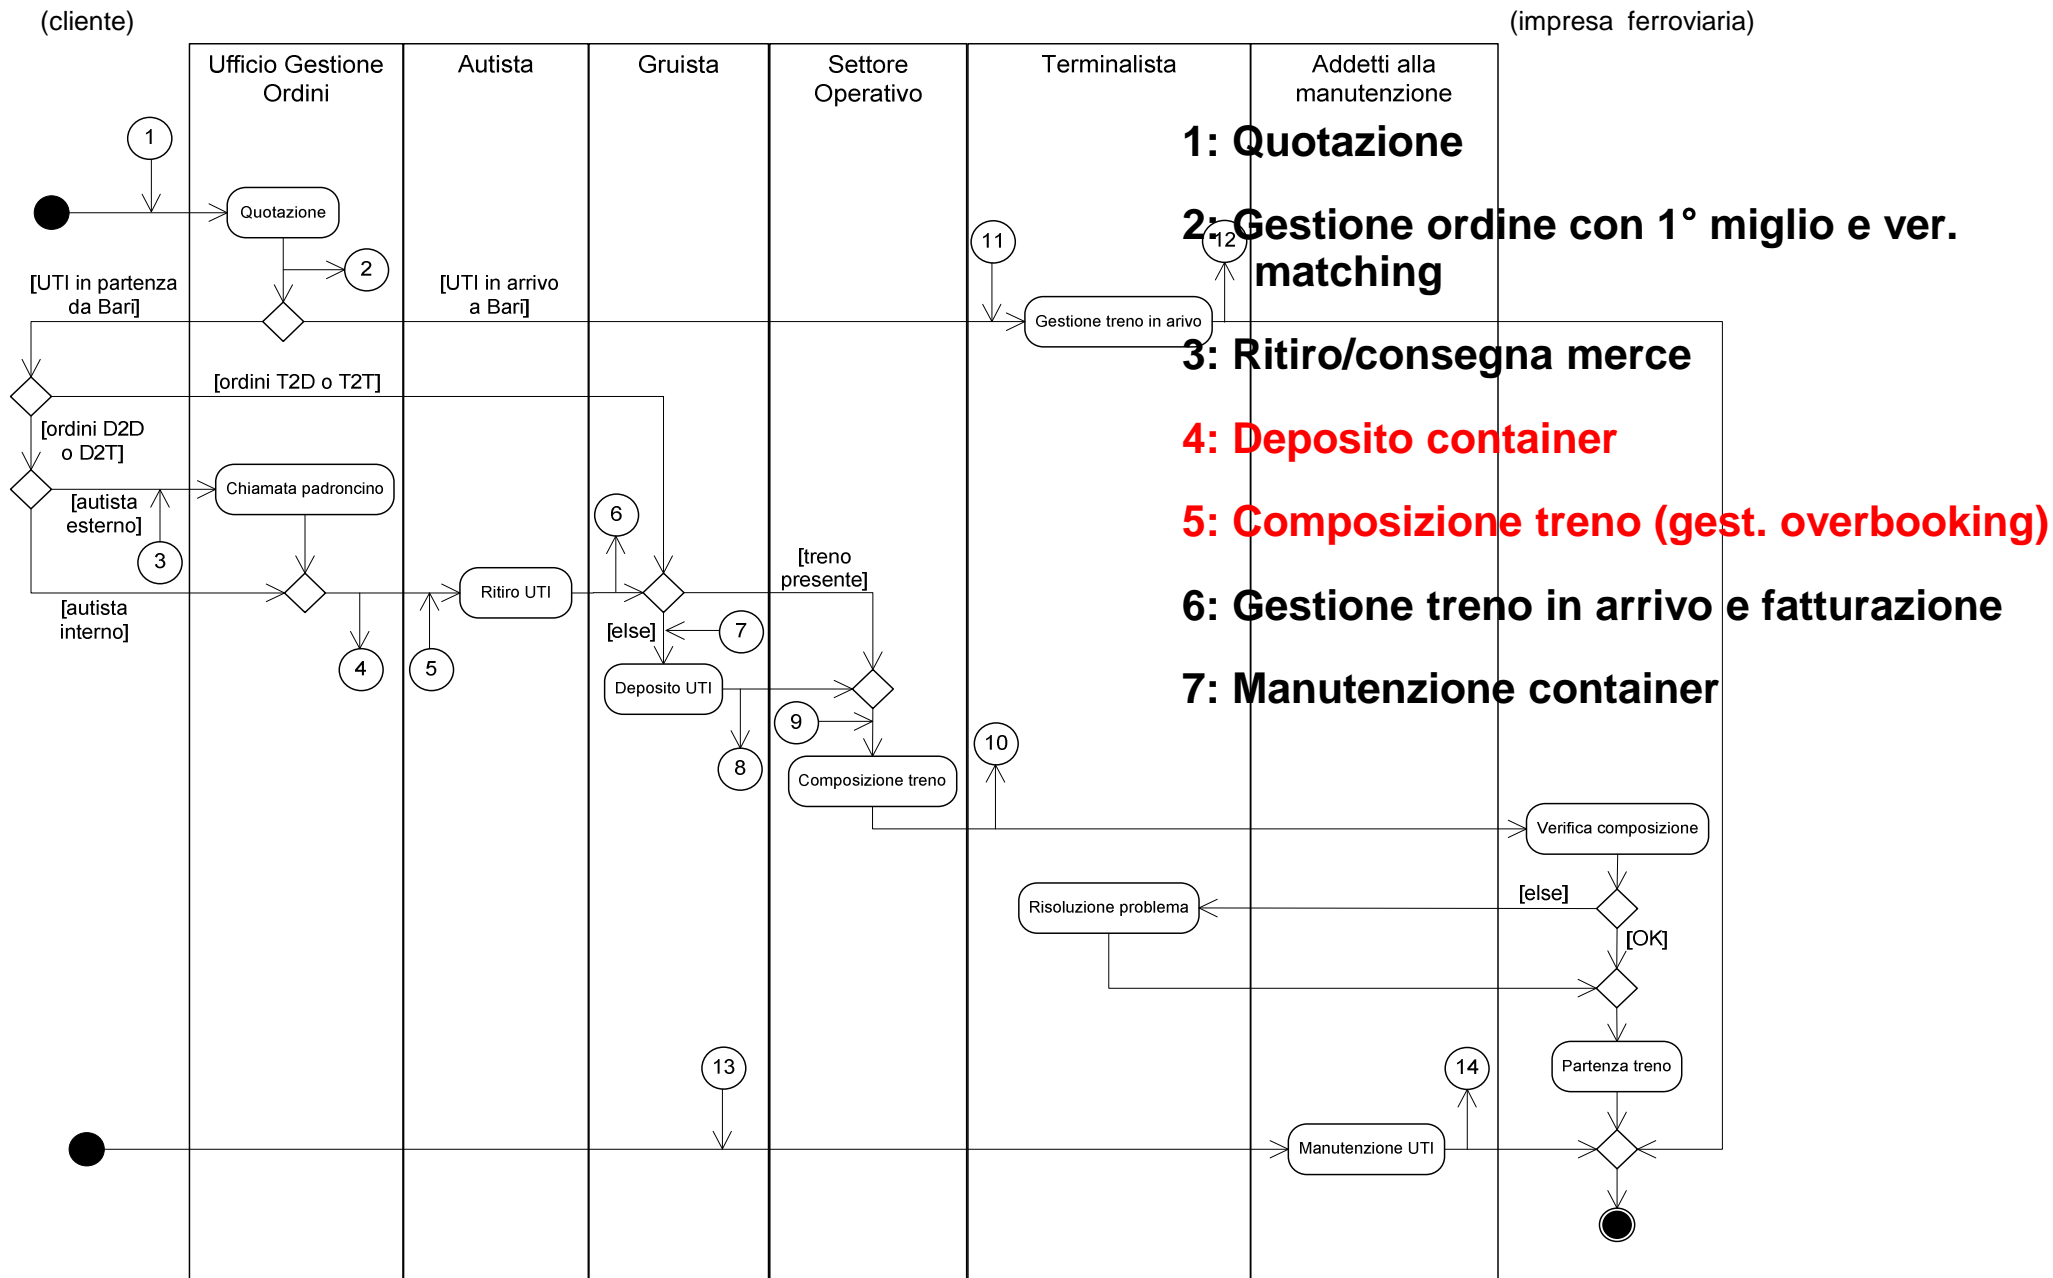 (cliente)
(impresa ferroviaria)
Ufficio Gestione
Ordini
Autista
Gruista
Settore
Operativo
Terminalista
Addetti alla
manutenzione
1
1: Quotazione
Quotazione
2
11
12
2: Gestione ordine con 1° miglio e ver.
matching
[UTI in partenza
da Bari]
[UTI in arrivo
a Bari]
Gestione treno in arivo
3: Ritiro/consegna merce
[ordini T2D o T2T]
[ordini D2D
o D2T]
4: Deposito container
Chiamata padroncino
[autista
esterno]
3
6
5: Composizione treno (gest. overbooking)
[treno
presente]
Ritiro UTI
[autista
interno]
[else]
7
6: Gestione treno in arrivo e fatturazione
4
5
Deposito UTI
7: Manutenzione container
9
8
10
Composizione treno
Verifica composizione
Risoluzione problema
[else]
[OK]
13
14
Partenza treno
Manutenzione UTI